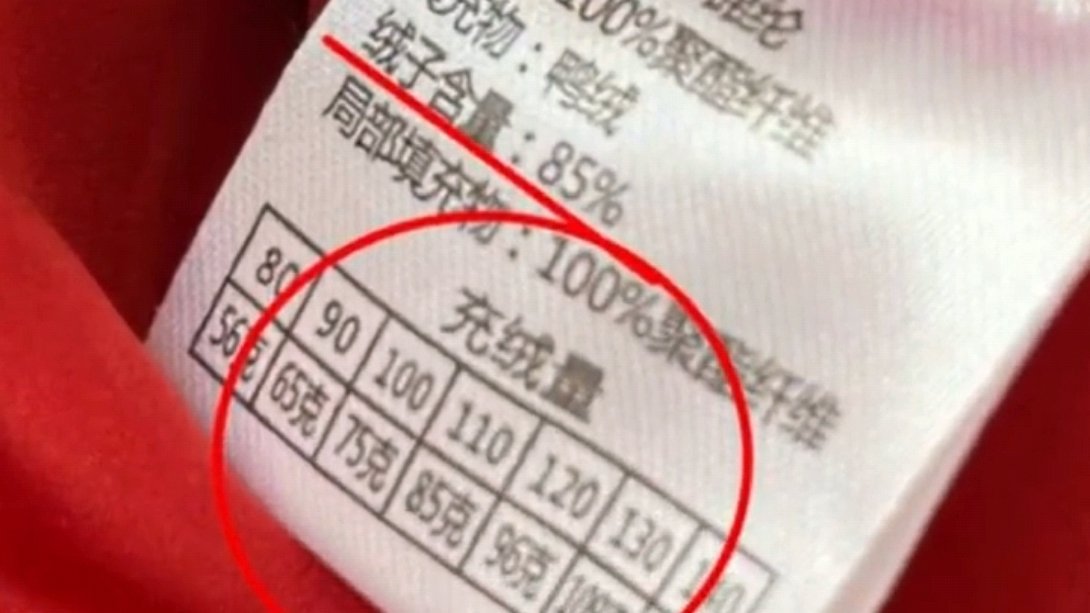 100%聚酯纤维
充物：鸭绒
绒子含量：85%
局部填充物：100%聚酯纤维
充绒量
80 90 100 110 120 130
56克 65克 75克 85克 96克